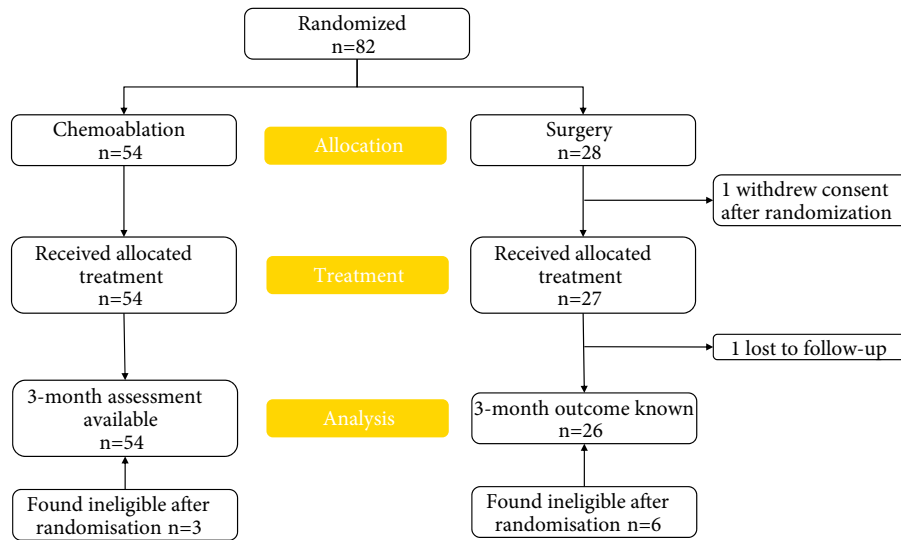 Randomized
n=82
Chemoablation
n=54
Allocation
Surgery
n=28
1 withdrew consent
after randomization
Received allocated
treatment
n=54
Treatment
Received allocated
treatment
n=27
1 lost to follow-up
3-month assessment
available
n=54
Analysis
3-month outcome known
n=26
Found ineligible after
randomisation n=3
Found ineligible after
randomisation n=6